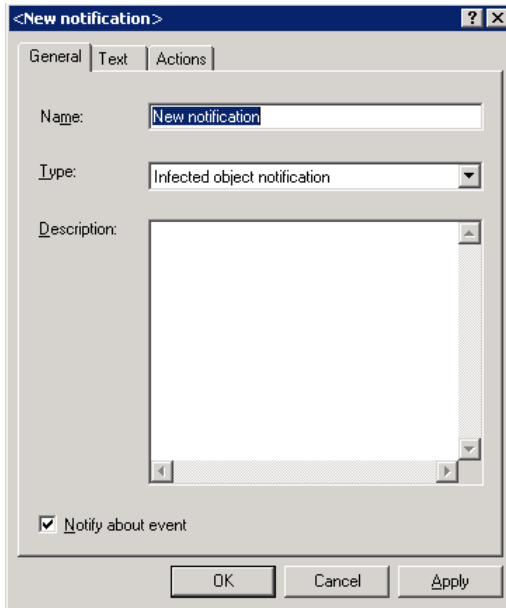 <New notification>
General Text Actions
Name: New notification
Type: Infected object notification
Description:
Notify about event
OK Cancel Apply